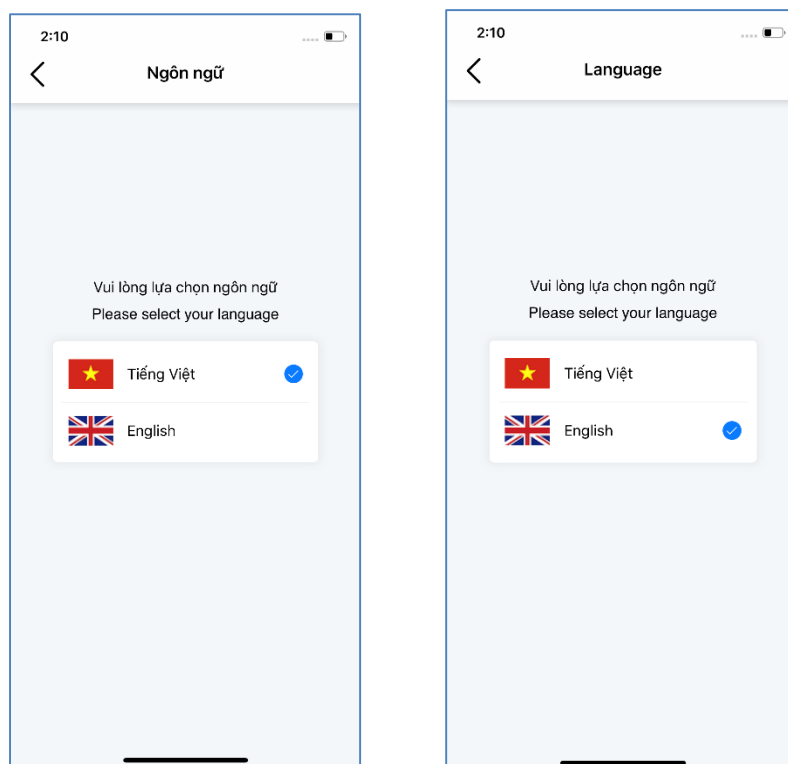 2:10
Ngôn ngữ
Vui lòng lựa chọn ngôn ngữ
Please select your language
Tiếng Việt
English
2:10
Language
Vui lòng lựa chọn ngôn ngữ
Please select your language
Tiếng Việt
English